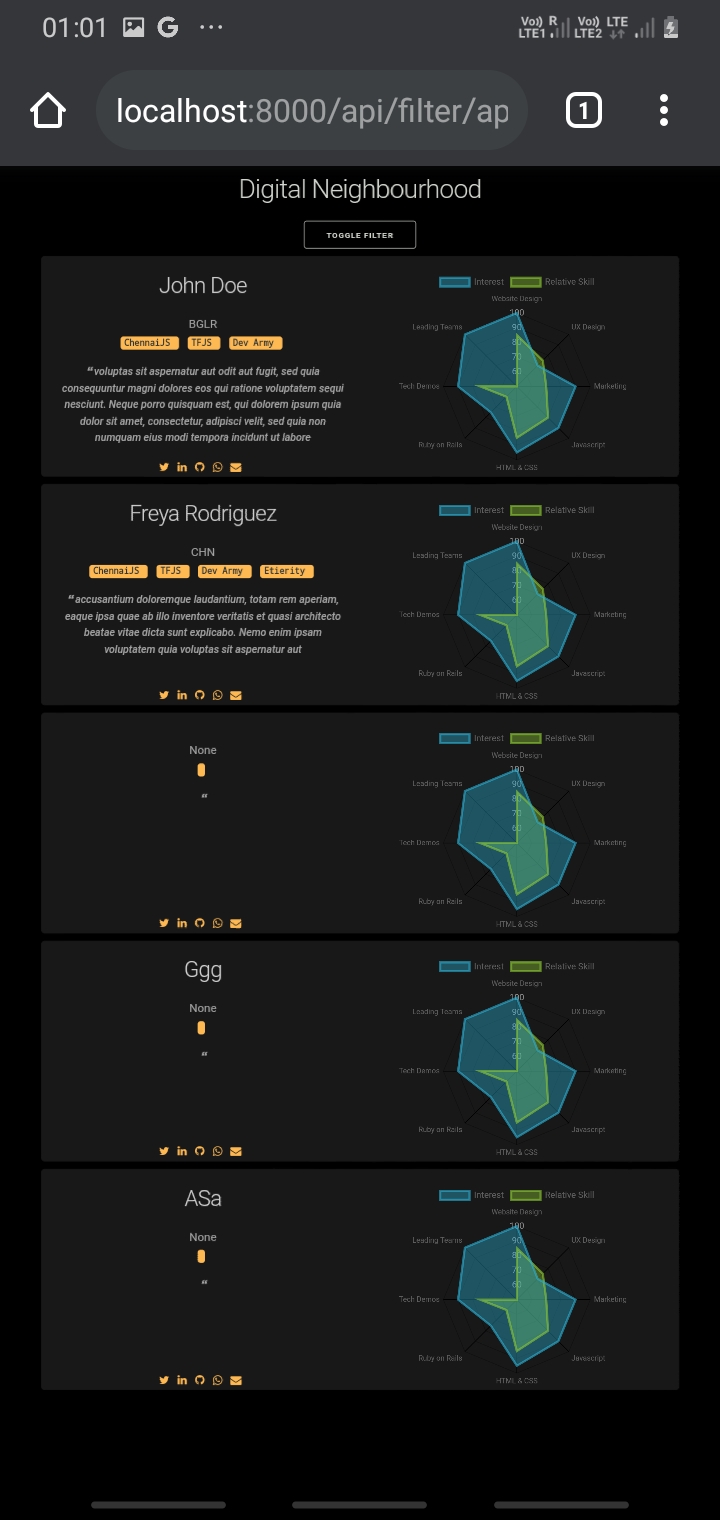 01:01
Vo)) R Vo)) LTE
LTE1 LTE2
localhost:8000/api/filter/ap
1
Digital Neighbourhood
TOGGLE FILTER
John Doe
BGLR
ChennaiJS TFJS Dev Army
“voluptas sit aspernatur aut odit aut fugit, sed quia
consequuntur magni dolores eos qui ratione voluptatem sequi
nesciunt. Neque porro quisquam est, qui dolorem ipsum quia
dolor sit amet, consectetur, adipisci velit, sed quia non
numquam eius modi tempora incidunt ut labore
Interest Relative Skill
Website Design
100
Leading Teams 90 UX Design
80
70
60
Tech Demos Marketing
Ruby on Rails Javascript
HTML & CSS
Freya Rodriguez
CHN
ChennaiJS TFJS Dev Army Etierity
“accusantium doloremque laudantium, totam rem aperiam,
eaque ipsa quae ab illo inventore veritatis et quasi architecto
beatae vitae dicta sunt explicabo. Nemo enim ipsam
voluptatem quia voluptas sit aspernatur aut
Interest Relative Skill
Website Design
100
Leading Teams 90 UX Design
80
70
60
Tech Demos Marketing
Ruby on Rails Javascript
HTML & CSS
None
“
Interest Relative Skill
Website Design
100
Leading Teams 90 UX Design
80
70
60
Tech Demos Marketing
Ruby on Rails Javascript
HTML & CSS
Ggg
None
“
Interest Relative Skill
Website Design
100
Leading Teams 90 UX Design
80
70
60
Tech Demos Marketing
Ruby on Rails Javascript
HTML & CSS
ASa
None
“
Interest Relative Skill
Website Design
100
Leading Teams 90 UX Design
80
70
60
Tech Demos Marketing
Ruby on Rails Javascript
HTML & CSS